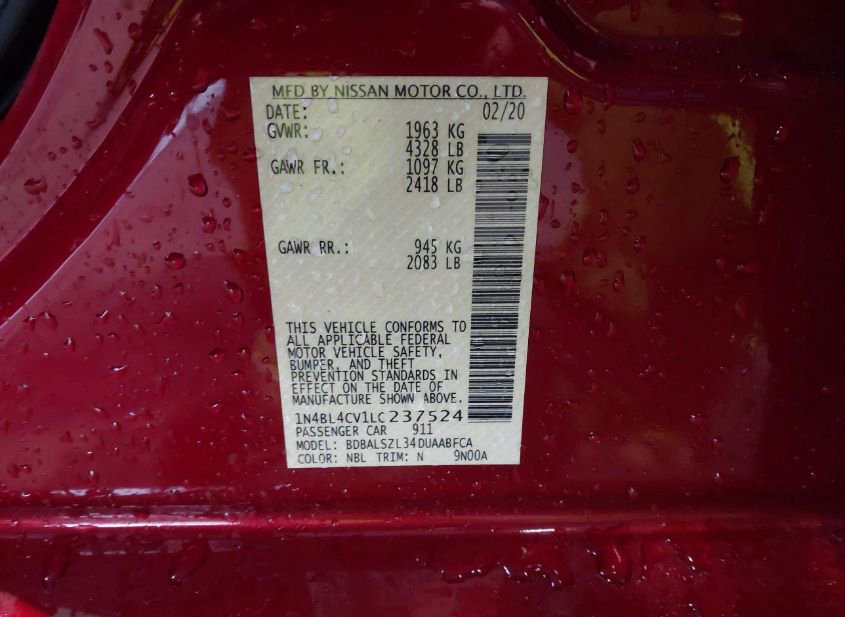 MFD BY NISSAN MOTOR CO., LTD.
DATE: 02/20
GVWR: 1963 KG
4328 LB
GAWR FR.: 1097 KG
2418 LB
GAWR RR.: 945 KG
2083 LB
THIS VEHICLE CONFORMS TO
ALL APPLICABLE FEDERAL
MOTOR VEHICLE SAFETY,
BUMPER, AND THEFT
PREVENTION STANDARDS IN
EFFECT ON THE DATE OF
MANUFACTURE SHOWN ABOVE.
1N4BL4CV1LC237524
PASSENGER CAR 911
MODEL: BDBALSZL34DUAABFCA
COLOR: NBL TRIM: N 9N00A